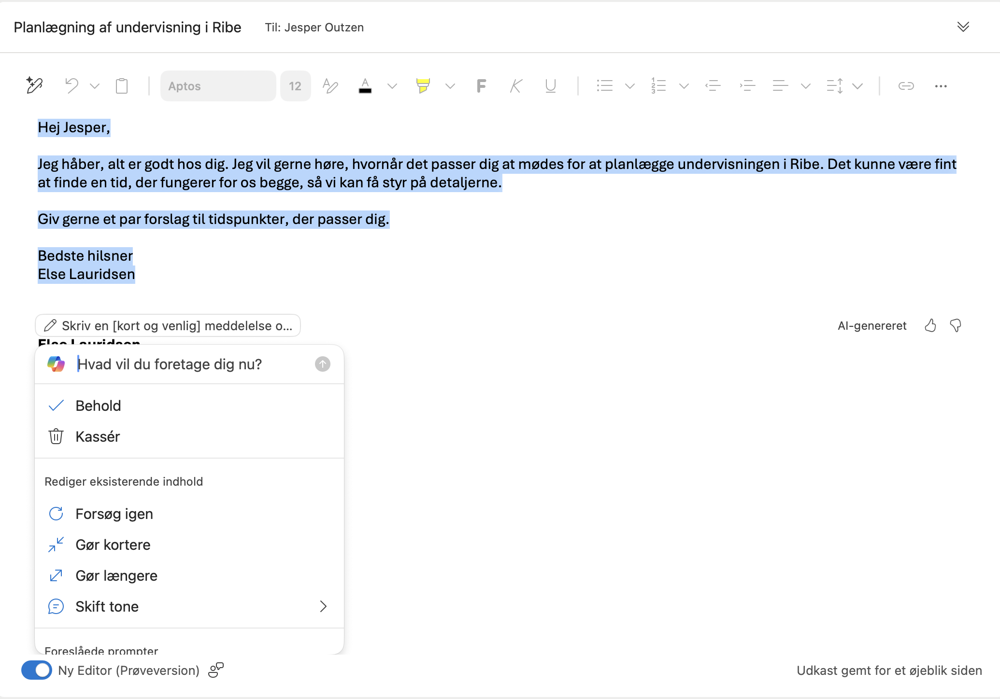 Planlægning af undervisning i Ribe Til: Jesper Outzen
Aptos 12 A A F K U 1 2 3
Hej Jesper,
Jeg håber, alt er godt hos dig. Jeg vil gerne høre, hvornår det passer dig at mødes for at planlægge undervisningen i Ribe. Det kunne være fint
at finde en tid, der fungerer for os begge, så vi kan få styr på detaljerne.
Giv gerne et par forslag til tidspunkter, der passer dig.
Bedste hilsner
Else Lauridsen
Skriv en [kort og venlig] meddelelse o... AI-genereret
Else Lauridsen
Hvad vil du foretage dig nu?
Behold
Kassér
Rediger eksisterende indhold
Forsøg igen
Gør kortere
Gør længere
Skift tone
Foreslåede prompter
Ny Editor (Prøveversion) Udkast gemt for et øjeblik siden